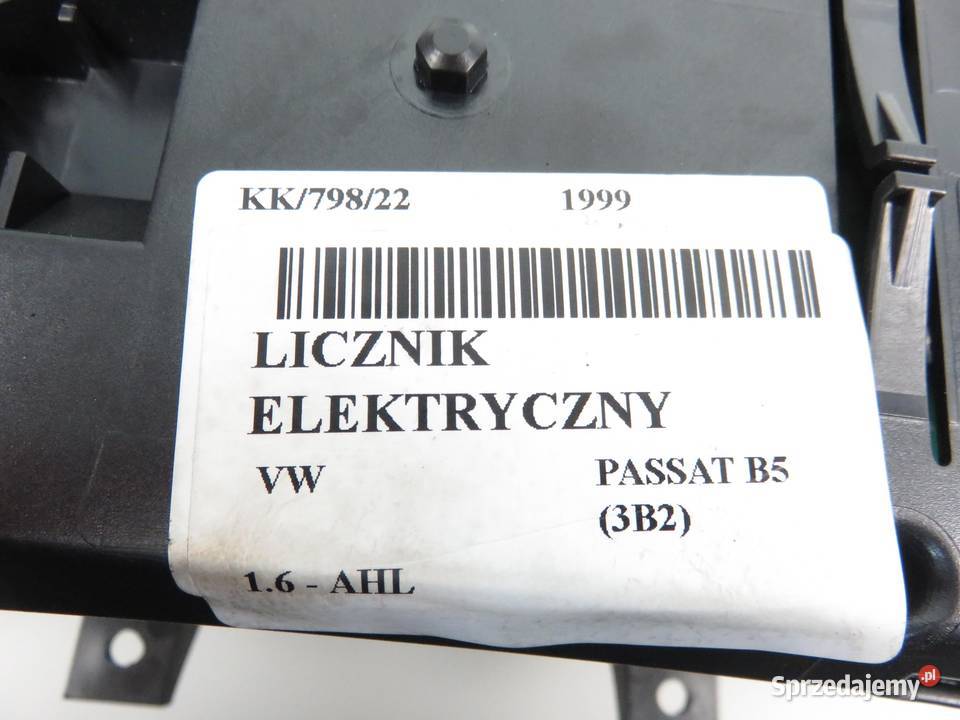 KK/798/22 1999
LICZNIK
ELEKTRYCZNY
VW PASSAT B5
(3B2)
1.6 - AHL
Sprzedajemy.pl